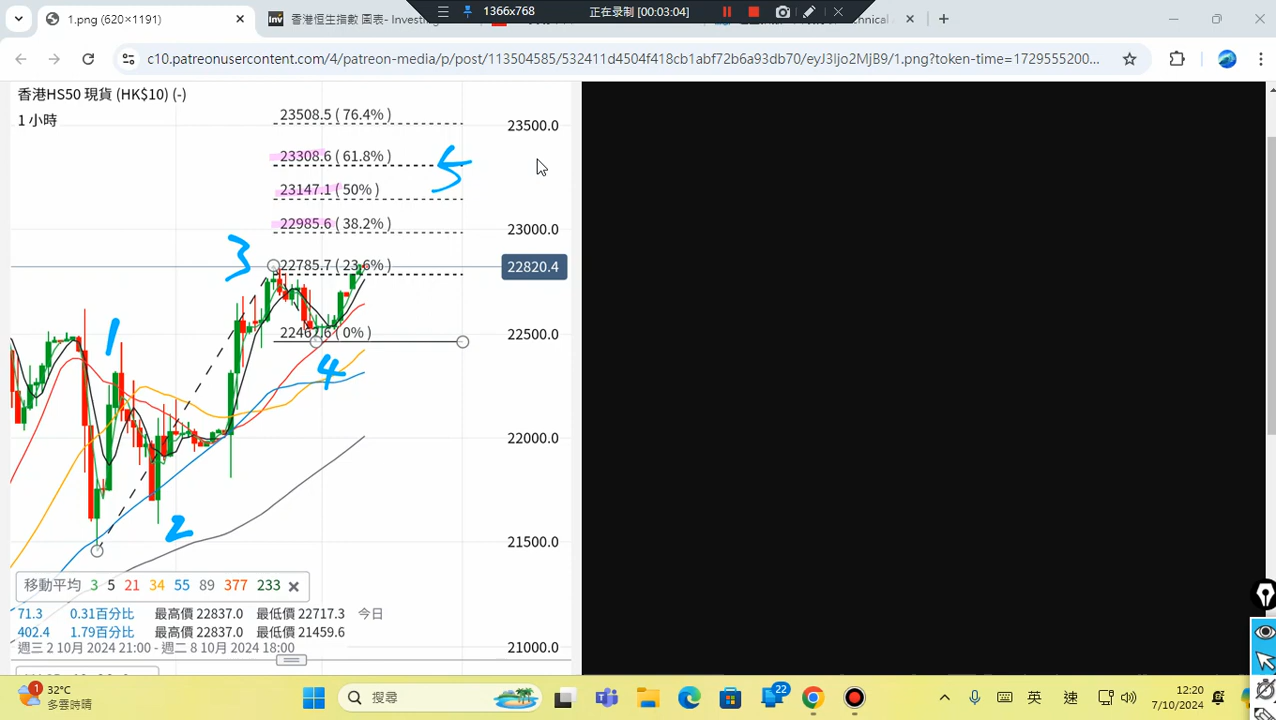 1.png (620×1191)
香港恒生指數 圖表- Investing
1366x768
正在录制 [00:03:04]
c10.patreonusercontent.com/4/patreon-media/p/post/113504585/532411d4504f418cb1abf72b6a93db70/eyJ3Ijo2MjB9/1.png?token-time=1729555200...
香港HS50 現貨 (HK$10) (-)
1 小時
23508.5 ( 76.4% )
23500.0
23308.6 ( 61.8% )
5
23147.1 ( 50% )
22985.6 ( 38.2% )
23000.0
3
22785.7 ( 23.6% )
22820.4
1
22462.6 ( 0% )
22500.0
4
22000.0
2
21500.0
移動平均 3 5 21 34 55 89 377 233
71.3 0.31百分比 最高價 22837.0 最低價 22717.3 今日
402.4 1.79百分比 最高價 22837.0 最低價 21459.6
週三 2 10月 2024 21:00 - 週二 8 10月 2024 18:00
21000.0
1
32°C
多雲時晴
搜尋
22
英
速
12:20
7/10/2024